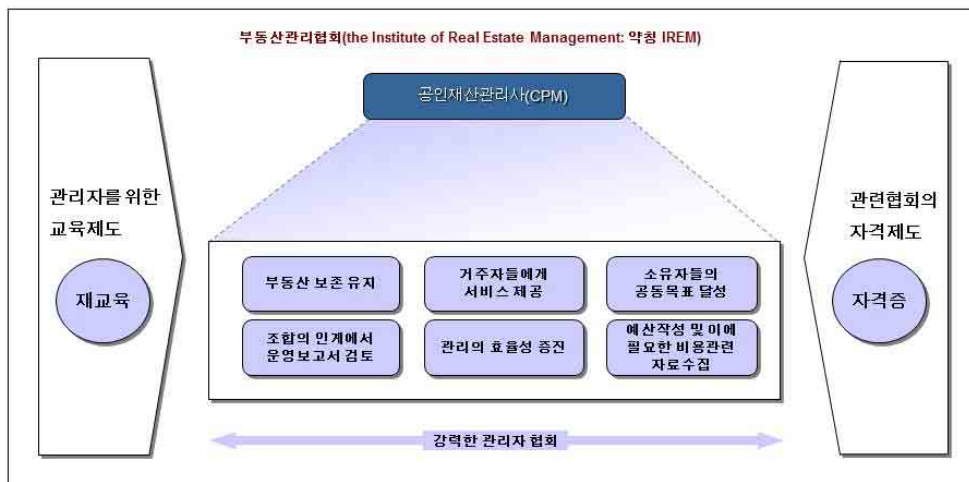 부동산관리협회(the Institute of Real Estate Management: 약칭 IREM)
공인재산관리사(CPM)
관리자를 위한
교육제도
재교육
부동산 보존 유지
거주자들에게
서비스 제공
소유자들의
공동목표 달성
조합의 인계에서
운영보고서 검토
관리의 효율성 증진
예산작성 및 이에
필요한 비용관련
자료수집
관련협회의
자격제도
자격증
강력한 관리자 협회